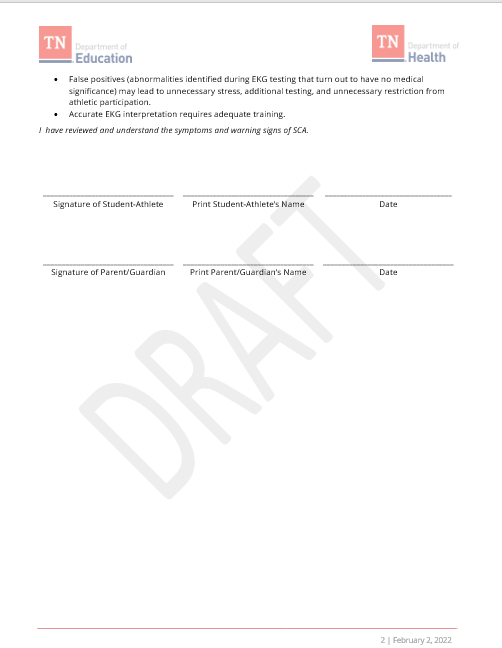 TN Department of Education
TN Department of Health
• False positives (abnormalities identified during EKG testing that turn out to have no medical
significance) may lead to unnecessary stress, additional testing, and unnecessary restriction from
athletic participation.
• Accurate EKG interpretation requires adequate training.
I have reviewed and understand the symptoms and warning signs of SCA.
Signature of Student-Athlete Print Student-Athlete's Name Date
Signature of Parent/Guardian Print Parent/Guardian's Name Date
DRAFT
2 | February 2, 2022